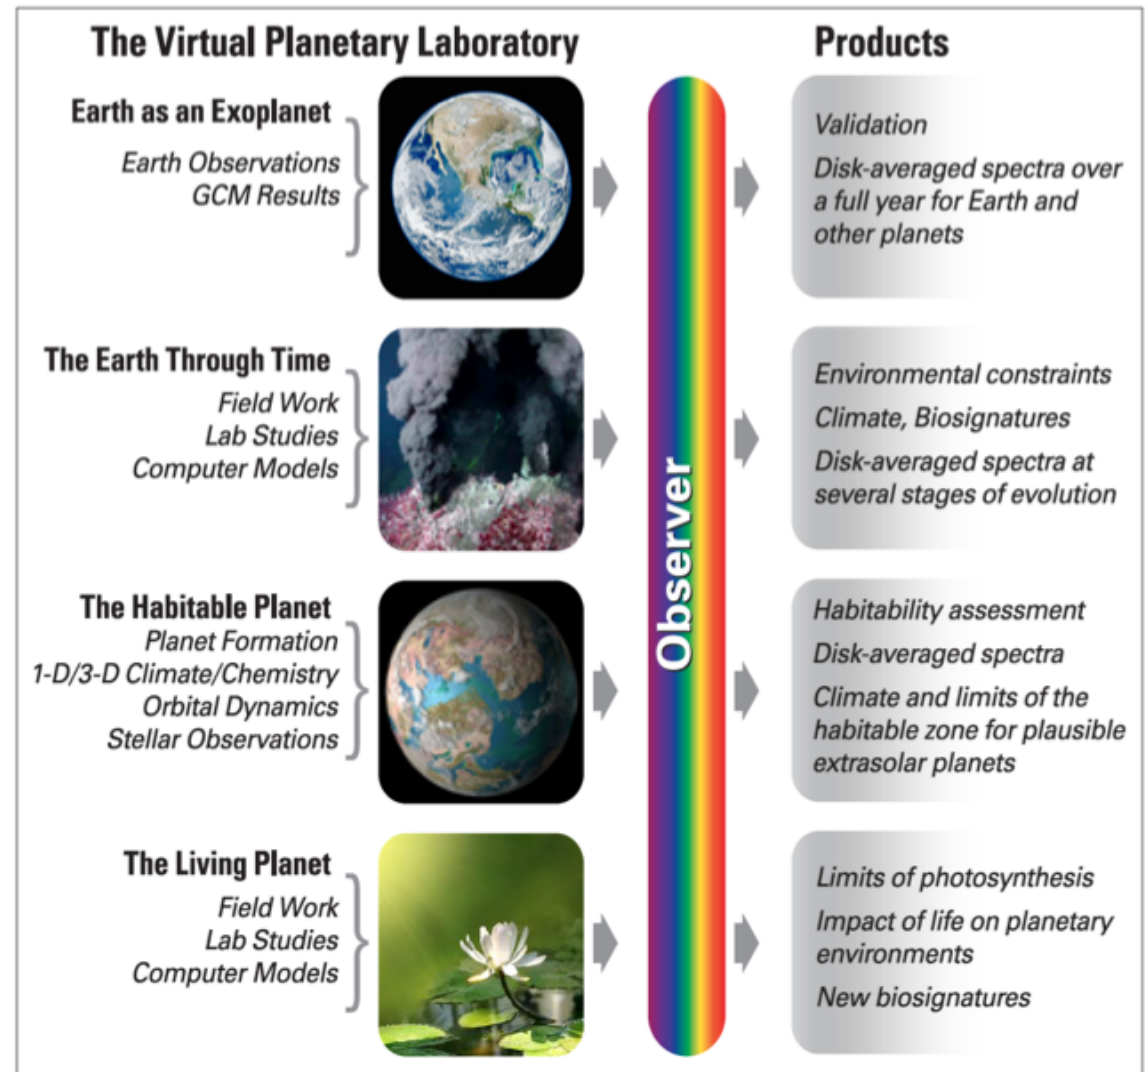 The Virtual Planetary Laboratory
Products
Earth as an Exoplanet
Earth Observations
GCM Results
Validation
Disk-averaged spectra over
a full year for Earth and
other planets
The Earth Through Time
Field Work
Lab Studies
Computer Models
Environmental constraints
Climate, Biosignatures
Disk-averaged spectra at
several stages of evolution
Observer
The Habitable Planet
Planet Formation
1-D/3-D Climate/Chemistry
Orbital Dynamics
Stellar Observations
Habitability assessment
Disk-averaged spectra
Climate and limits of the
habitable zone for plausible
extrasolar planets
The Living Planet
Field Work
Lab Studies
Computer Models
Limits of photosynthesis
Impact of life on planetary
environments
New biosignatures